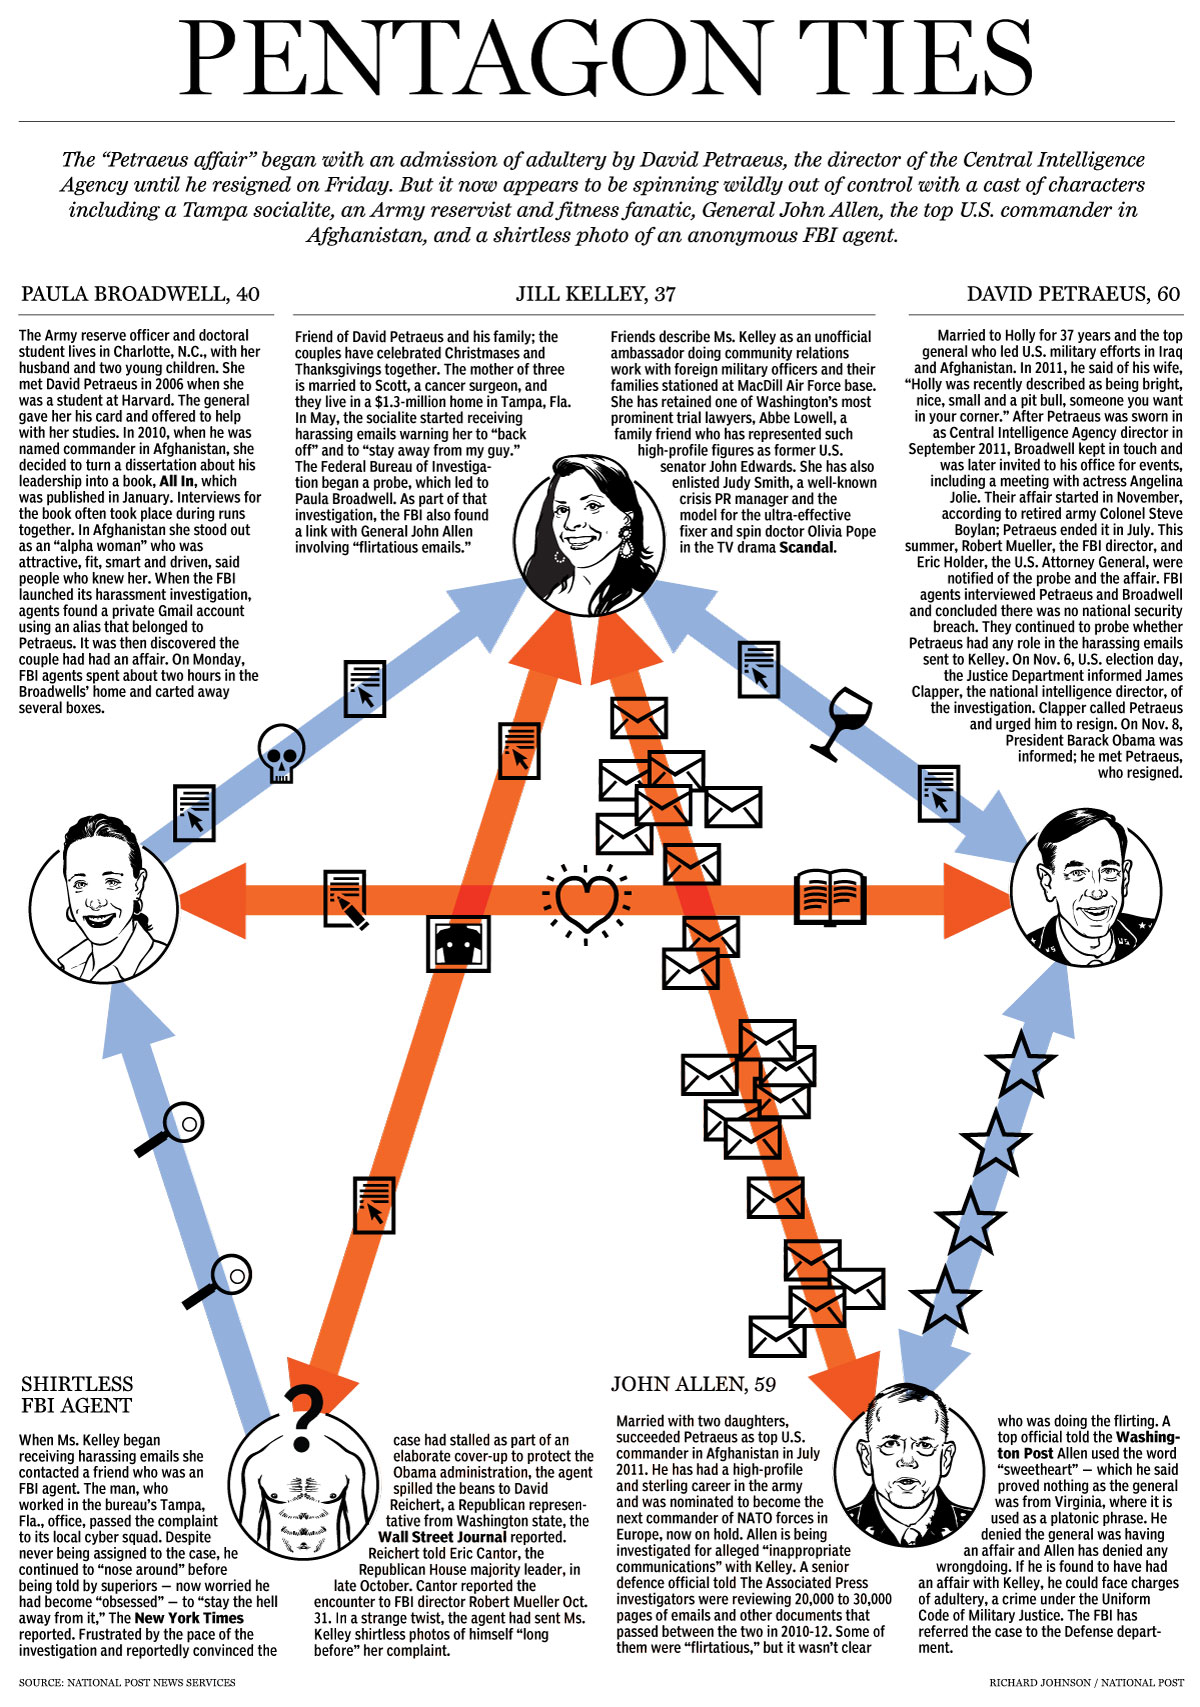 PENTAGON TIES
The “Petraeus affair” began with an admission of adultery by David Petraeus, the director of the Central Intelligence
Agency until he resigned on Friday. But it now appears to be spinning wildly out of control with a cast of characters
including a Tampa socialite, an Army reservist and fitness fanatic, General John Allen, the top U.S. commander in
Afghanistan, and a shirtless photo of an anonymous FBI agent.
PAULA BROADWELL, 40
The Army reserve officer and doctoral
student lives in Charlotte, N.C., with her
husband and two young children. She
met David Petraeus in 2006 when she
was a student at Harvard. The general
gave her his card and offered to help
with her studies. In 2010, when he was
named commander in Afghanistan, she
decided to turn a dissertation about his
leadership into a book, All In, which
was published in January. Interviews for
the book often took place during runs
together. In Afghanistan she stood out
as an “alpha woman” who was
attractive, fit, smart and driven, said
people who knew her. When the FBI
launched its harassment investigation,
agents found a private Gmail account
using an alias that belonged to
Petraeus. It was then discovered the
couple had had an affair. On Monday,
FBI agents spent about two hours in the
Broadwells’ home and carted away
several boxes.
JILL KELLEY, 37
Friend of David Petraeus and his family; the
couples have celebrated Christmases and
Thanksgivings together. The mother of three
is married to Scott, a cancer surgeon, and
they live in a $1.3-million home in Tampa, Fla.
In May, the socialite started receiving
harassing emails warning her to “back
off” and to “stay away from my guy.”
The Federal Bureau of Investiga-
tion began a probe, which led to
Paula Broadwell. As part of that
investigation, the FBI also found
a link with General John Allen
involving “flirtatious emails.”
Friends describe Ms. Kelley as an unofficial
ambassador doing community relations
work with foreign military officers and their
families stationed at MacDill Air Force base.
She has retained one of Washington’s most
prominent trial lawyers, Abbe Lowell, a
family friend who has represented such
high-profile figures as former U.S.
senator John Edwards. She has also
enlisted Judy Smith, a well-known
crisis PR manager and the
model for the ultra-effective
fixer and spin doctor Olivia Pope
in the TV drama Scandal.
DAVID PETRAEUS, 60
Married to Holly for 37 years and the top
general who led U.S. military efforts in Iraq
and Afghanistan. In 2011, he said of his wife,
“Holly was recently described as being bright,
nice, small and a pit bull, someone you want
in your corner.” After Petraeus was sworn in
as Central Intelligence Agency director in
September 2011, Broadwell kept in touch and
was later invited to his office for events,
including a meeting with actress Angelina
Jolie. Their affair started in November,
according to retired army Colonel Steve
Boylan; Petraeus ended it in July. This
summer, Robert Mueller, the FBI director, and
Eric Holder, the U.S. Attorney General, were
notified of the probe and the affair. FBI
agents interviewed Petraeus and Broadwell
and concluded there was no national security
breach. They continued to probe whether
Petraeus had any role in the harassing emails
sent to Kelley. On Nov. 6, U.S. election day,
the Justice Department informed James
Clapper, the national intelligence director, of
the investigation. Clapper called Petraeus
and urged him to resign. On Nov. 8,
President Barack Obama was
informed; he met Petraeus,
who resigned.
SHIRTLESS
FBI AGENT
When Ms. Kelley began
receiving harassing emails she
contacted a friend who was an
FBI agent. The man, who
worked in the bureau’s Tampa,
Fla., office, passed the complaint
to its local cyber squad. Despite
never being assigned to the case, he
continued to “nose around” before
being told by superiors — now worried he
had become “obsessed” — to “stay the hell
away from it,” The New York Times
reported. Frustrated by the pace of the
investigation and reportedly convinced the
?
case had stalled as part of an
elaborate cover-up to protect the
Obama administration, the agent
spilled the beans to David
Reichert, a Republican represen-
tative from Washington state, the
Wall Street Journal reported.
Reichert told Eric Cantor, the
Republican House majority leader, in
late October. Cantor reported the
encounter to FBI director Robert Mueller Oct.
31. In a strange twist, the agent had sent Ms.
Kelley shirtless photos of himself “long
before” her complaint.
JOHN ALLEN, 59
Married with two daughters,
succeeded Petraeus as top U.S.
commander in Afghanistan in July
2011. He has had a high-profile
and sterling career in the army
and was nominated to become the
next commander of NATO forces in
Europe, now on hold. Allen is being
investigated for alleged “inappropriate
communications” with Kelley. A senior
defence official told The Associated Press
investigators were reviewing 20,000 to 30,000
pages of emails and other documents that
passed between the two in 2010-12. Some of
them were “flirtatious,” but it wasn’t clear
who was doing the flirting. A
top official told the Washing-
ton Post Allen used the word
“sweetheart” — which he said
proved nothing as the general
was from Virginia, where it is
used as a platonic phrase. He
denied the general was having
an affair and Allen has denied any
wrongdoing. If he is found to have had
an affair with Kelley, he could face charges
of adultery, a crime under the Uniform
Code of Military Justice. The FBI has
referred the case to the Defense depart-
ment.
SOURCE: NATIONAL POST NEWS SERVICES
RICHARD JOHNSON / NATIONAL POST